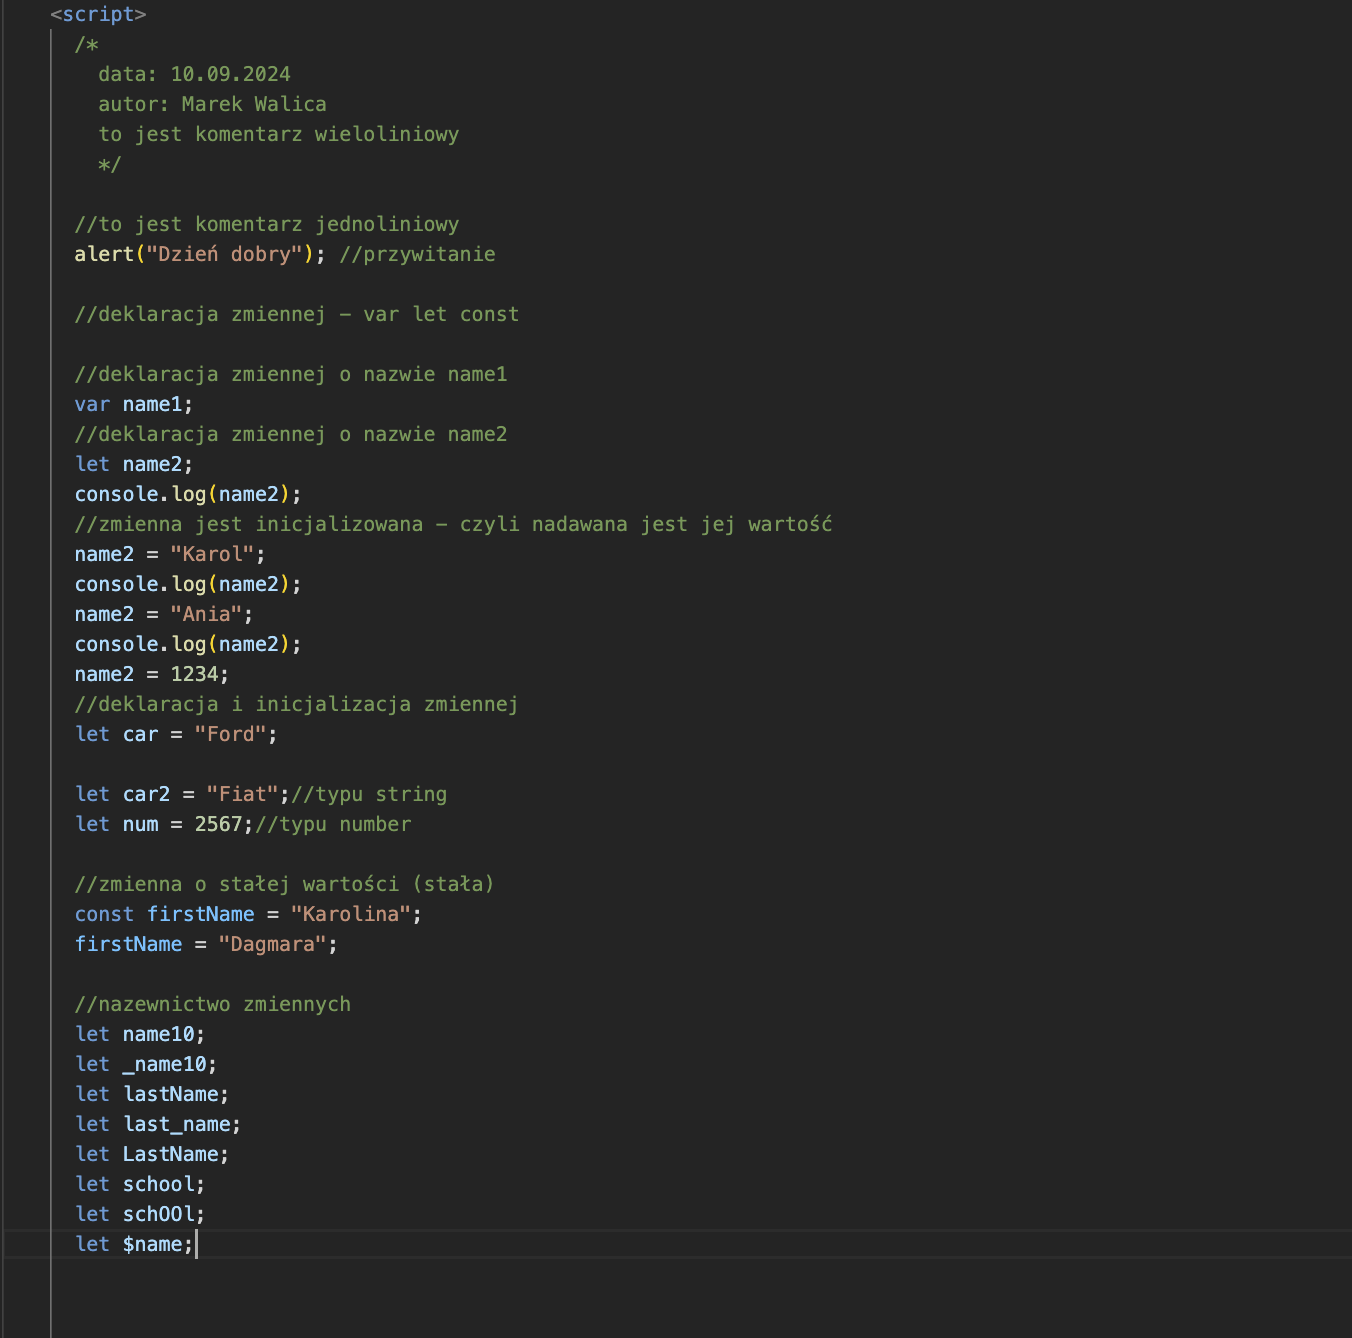 <script>
/*
data: 10.09.2024
autor: Marek Walica
to jest komentarz wieloliniowy
*/
//to jest komentarz jednoliniowy
alert("Dzień dobry"); //przywitanie
//deklaracja zmiennej - var let const
//deklaracja zmiennej o nazwie name1
var name1;
//deklaracja zmiennej o nazwie name2
let name2;
console.log(name2);
//zmienna jest inicjalizowana - czyli nadawana jest jej wartość
name2 = "Karol";
console.log(name2);
name2 = "Ania";
console.log(name2);
name2 = 1234;
//deklaracja i inicjalizacja zmiennej
let car = "Ford";
let car2 = "Fiat";//typu string
let num = 2567;//typu number
//zmienna o stałej wartości (stała)
const firstName = "Karolina";
firstName = "Dagmara";
//nazewnictwo zmiennych
let name10;
let _name10;
let lastName;
let last_name;
let LastName;
let school;
let schOOl;
let $name;